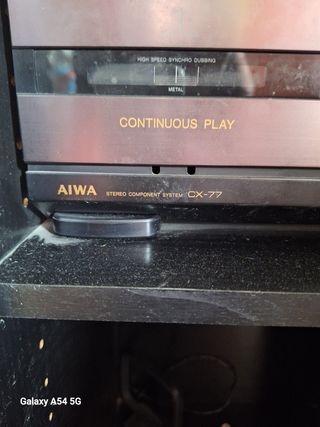 HIGH SPEED SYNCHRO DUBBING
METAL
CONTINUOUS PLAY
AIWA STEREO COMPONENT SYSTEM CX-77
Galaxy A54 5G